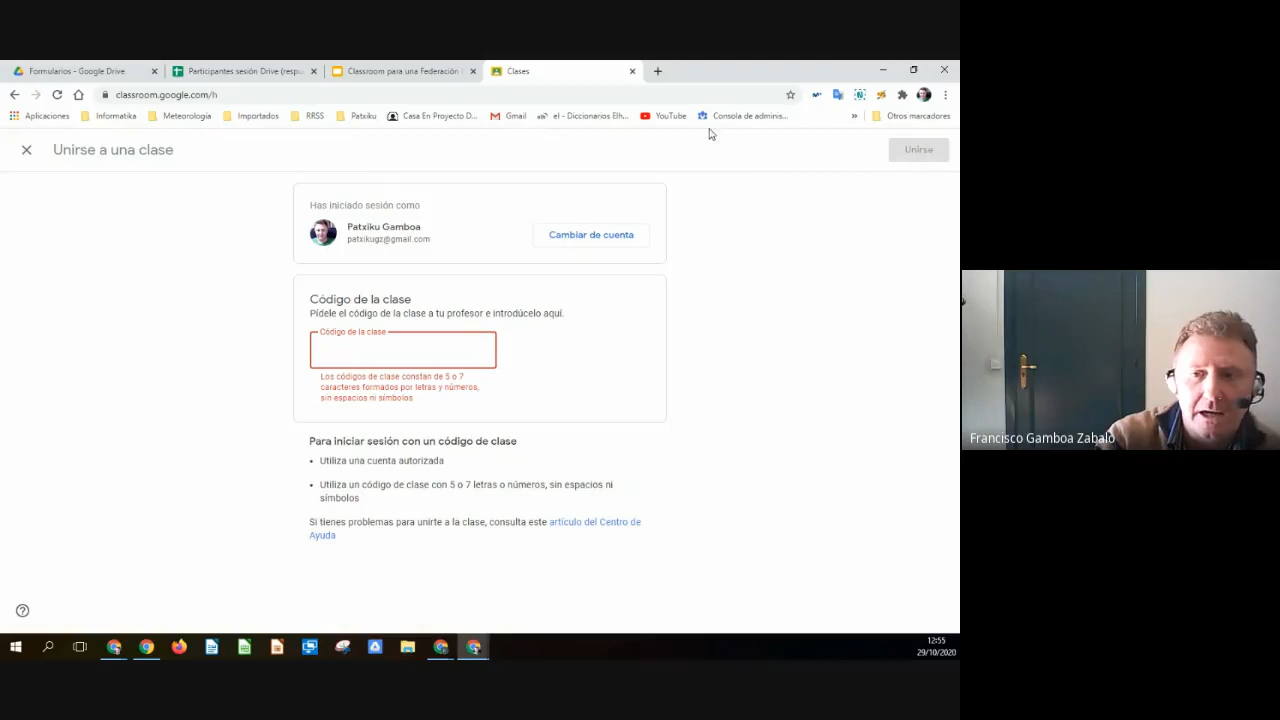 Formularios - Google Drive
Participantes sesión Drive (respu
Classroom para una Federación
Clases
classroom.google.com/h
Aplicaciones
Informatika
Meteorología
Importados
RRSS
Patxiku
Casa En Proyecto D...
Gmail
el - Diccionarios Elh...
YouTube
Consola de adminis...
»
Otros marcadores
Unirse a una clase
Unirse
Has iniciado sesión como
Patxiku Gamboa
patxikugz@gmail.com
Cambiar de cuenta
Código de la clase
Pídele el código de la clase a tu profesor e introdúcelo aquí.
Código de la clase
Los códigos de clase constan de 5 o 7
caracteres formados por letras y números,
sin espacios ni símbolos
Para iniciar sesión con un código de clase
• Utiliza una cuenta autorizada
• Utiliza un código de clase con 5 o 7 letras o números, sin espacios ni
símbolos
Si tienes problemas para unirte a la clase, consulta este artículo del Centro de
Ayuda
Francisco Gamboa Zabalo
12:55
29/10/2020